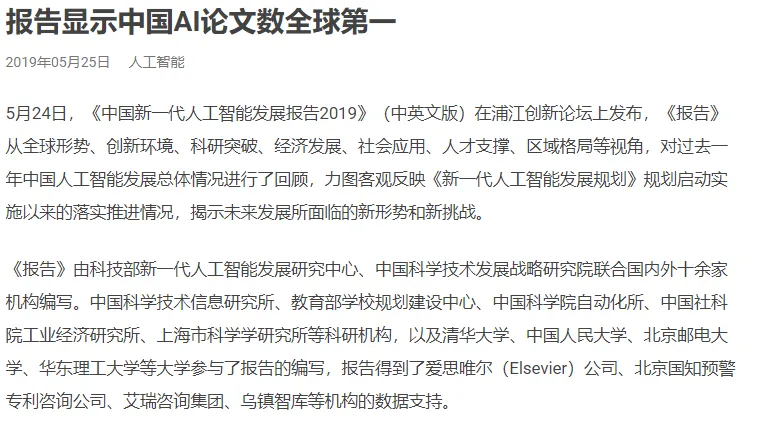 报告显示中国AI论文数全球第一
2019年05月25日 人工智能
5月24日，《中国新一代人工智能发展报告2019》（中英文版）在浦江创新论坛上发布，《报告》
从全球形势、创新环境、科研突破、经济发展、社会应用、人才支撑、区域格局等视角，对过去一
年中国人工智能发展总体情况进行了回顾，力图客观反映《新一代人工智能发展规划》规划启动实
施以来的落实推进情况，揭示未来发展所面临的新形势和新挑战。
《报告》由科技部新一代人工智能发展研究中心、中国科学技术发展战略研究院联合国内外十余家
机构编写。中国科学技术信息研究所、教育部学校规划建设中心、中国科学院自动化所、中国社科
院工业经济研究所、上海市科学学研究所等科研机构，以及清华大学、中国人民大学、北京邮电大
学、华东理工大学等大学参与了报告的编写，报告得到了爱思唯尔（Elsevier）公司、北京国知预警
专利咨询公司、艾瑞咨询集团、乌镇智库等机构的数据支持。